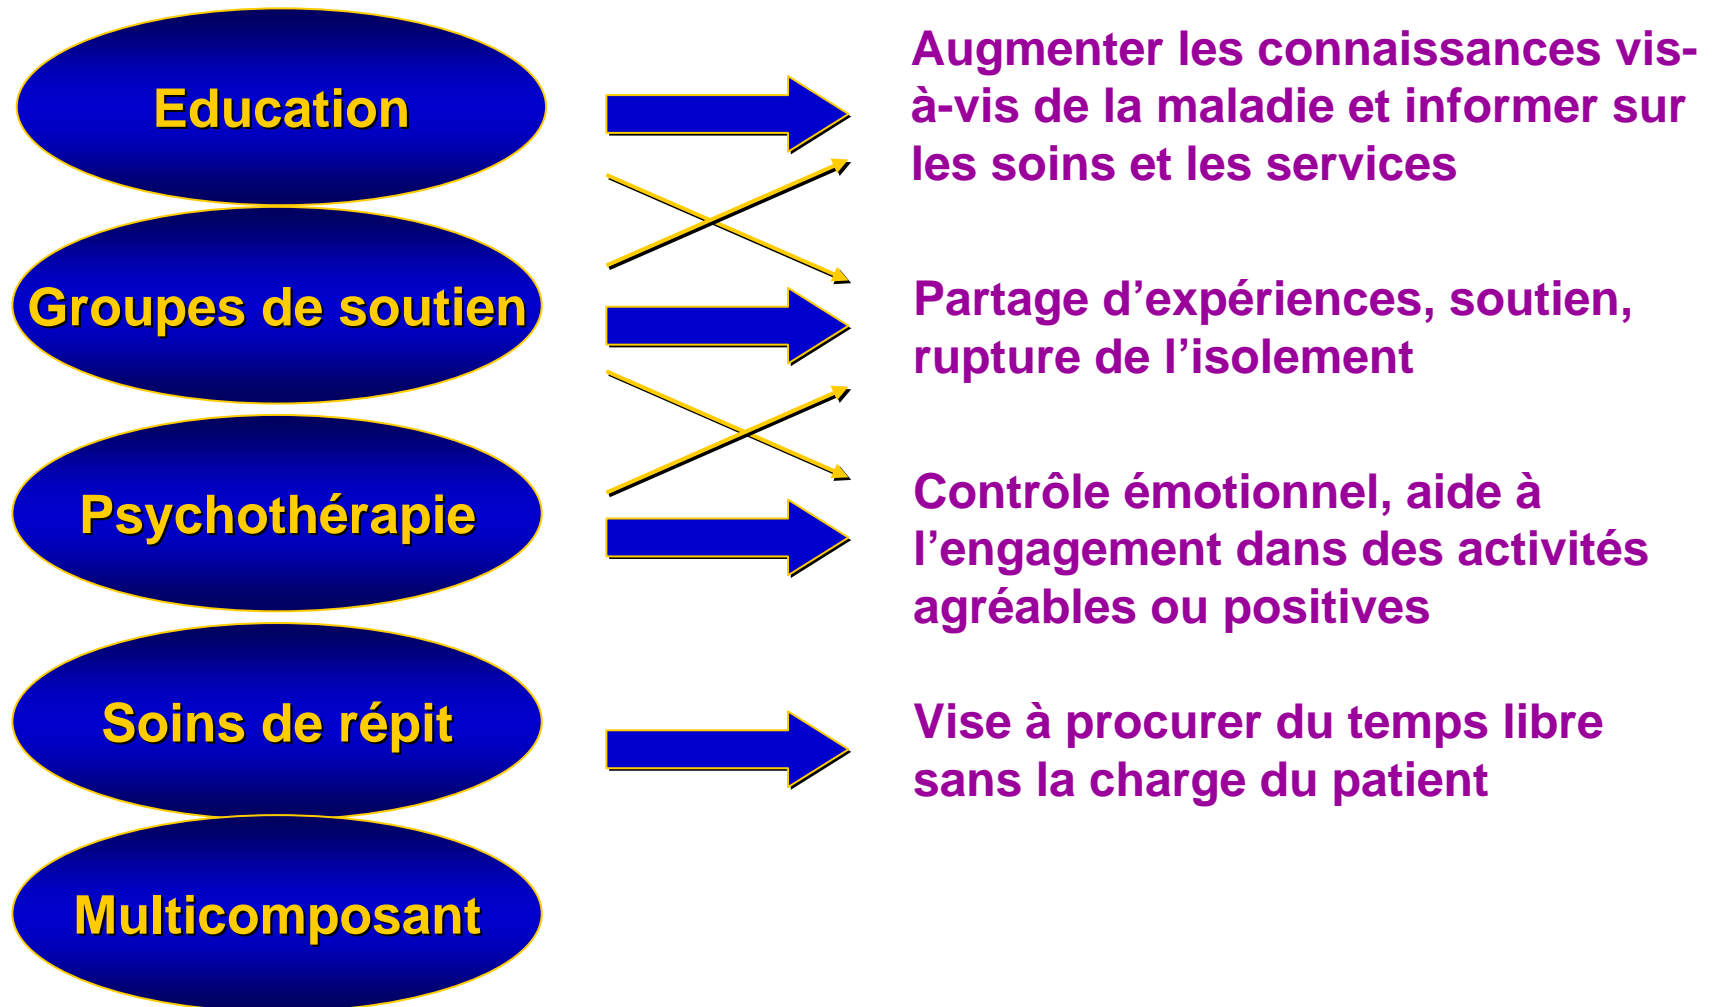 Education
Augmenter les connaissances vis-
à-vis de la maladie et informer sur
les soins et les services
Groupes de soutien
Partage d’expériences, soutien,
rupture de l’isolement
Psychothérapie
Contrôle émotionnel, aide à
l’engagement dans des activités
agréables ou positives
Soins de répit
Vise à procurer du temps libre
sans la charge du patient
Multicomposant